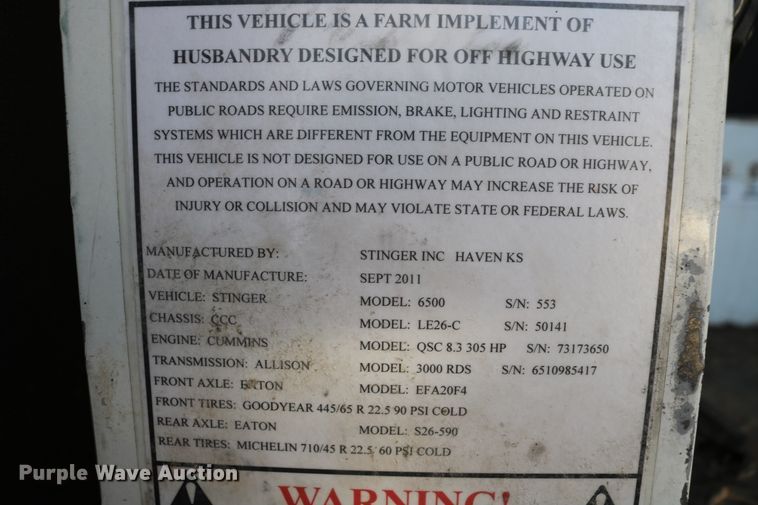 THIS VEHICLE IS A FARM IMPLEMENT OF
HUSBANDRY DESIGNED FOR OFF HIGHWAY USE
THE STANDARDS AND LAWS GOVERNING MOTOR VEHICLES OPERATED ON
PUBLIC ROADS REQUIRE EMISSION, BRAKE, LIGHTING AND RESTRAINT
SYSTEMS WHICH ARE DIFFERENT FROM THE EQUIPMENT ON THIS VEHICLE.
THIS VEHICLE IS NOT DESIGNED FOR USE ON A PUBLIC ROAD OR HIGHWAY,
AND OPERATION ON A ROAD OR HIGHWAY MAY INCREASE THE RISK OF
INJURY OR COLLISION AND MAY VIOLATE STATE OR FEDERAL LAWS.
MANUFACTURED BY: STINGER INC HAVEN KS
DATE OF MANUFACTURE: SEPT 2011
VEHICLE: STINGER MODEL: 6500 S/N: 553
CHASSIS: CCC MODEL: LE26-C S/N: 50141
ENGINE: CUMMINS MODEL: QSC 8.3 305 HP S/N: 73173650
TRANSMISSION: ALLISON MODEL: 3000 RDS S/N: 6510985417
FRONT AXLE: EATON MODEL: EFA20F4
FRONT TIRES: GOODYEAR 445/65 R 22.5 90 PSI COLD
REAR AXLE: EATON MODEL: S26-590
REAR TIRES: MICHELIN 710/45 R 22.5 60 PSI COLD
WARNING!
Purple Wave Auction